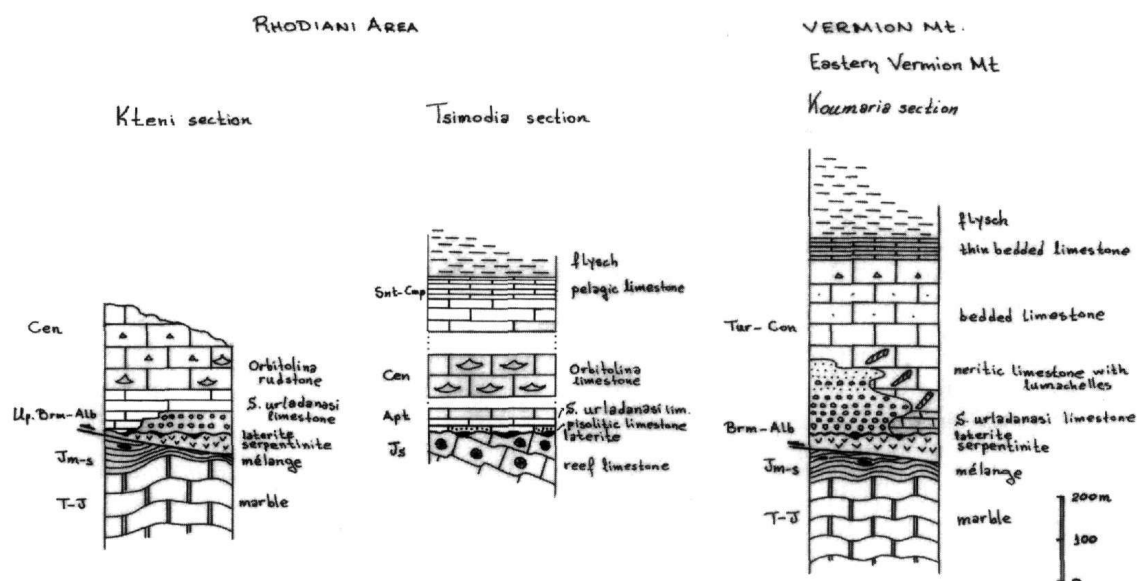 RHODIANI AREA
VERMION Mt.
Eastern Vermion Mt
Kteni section
Tsimodia section
Koumaria section
Cen
Orbitolina
rudstone
S. urladanasi
limestone
Up. Brm-Alb
laterite
serpentinite
Jm-s
mélange
T-J
marble
flysch
Snt-Cmp
pelagic limestone
Cen
Orbitolina
limestone
Apt
S. urladanasi lim.
pisolitic limestone
laterite
Js
reef limestone
flysch
thin bedded limestone
Tur-Con
bedded limestone
neritic limestone with
lumachelles
S. urladanasi limestone
Brm-Alb
laterite
serpentinite
Jm-s
mélange
T-J
marble
200m
100